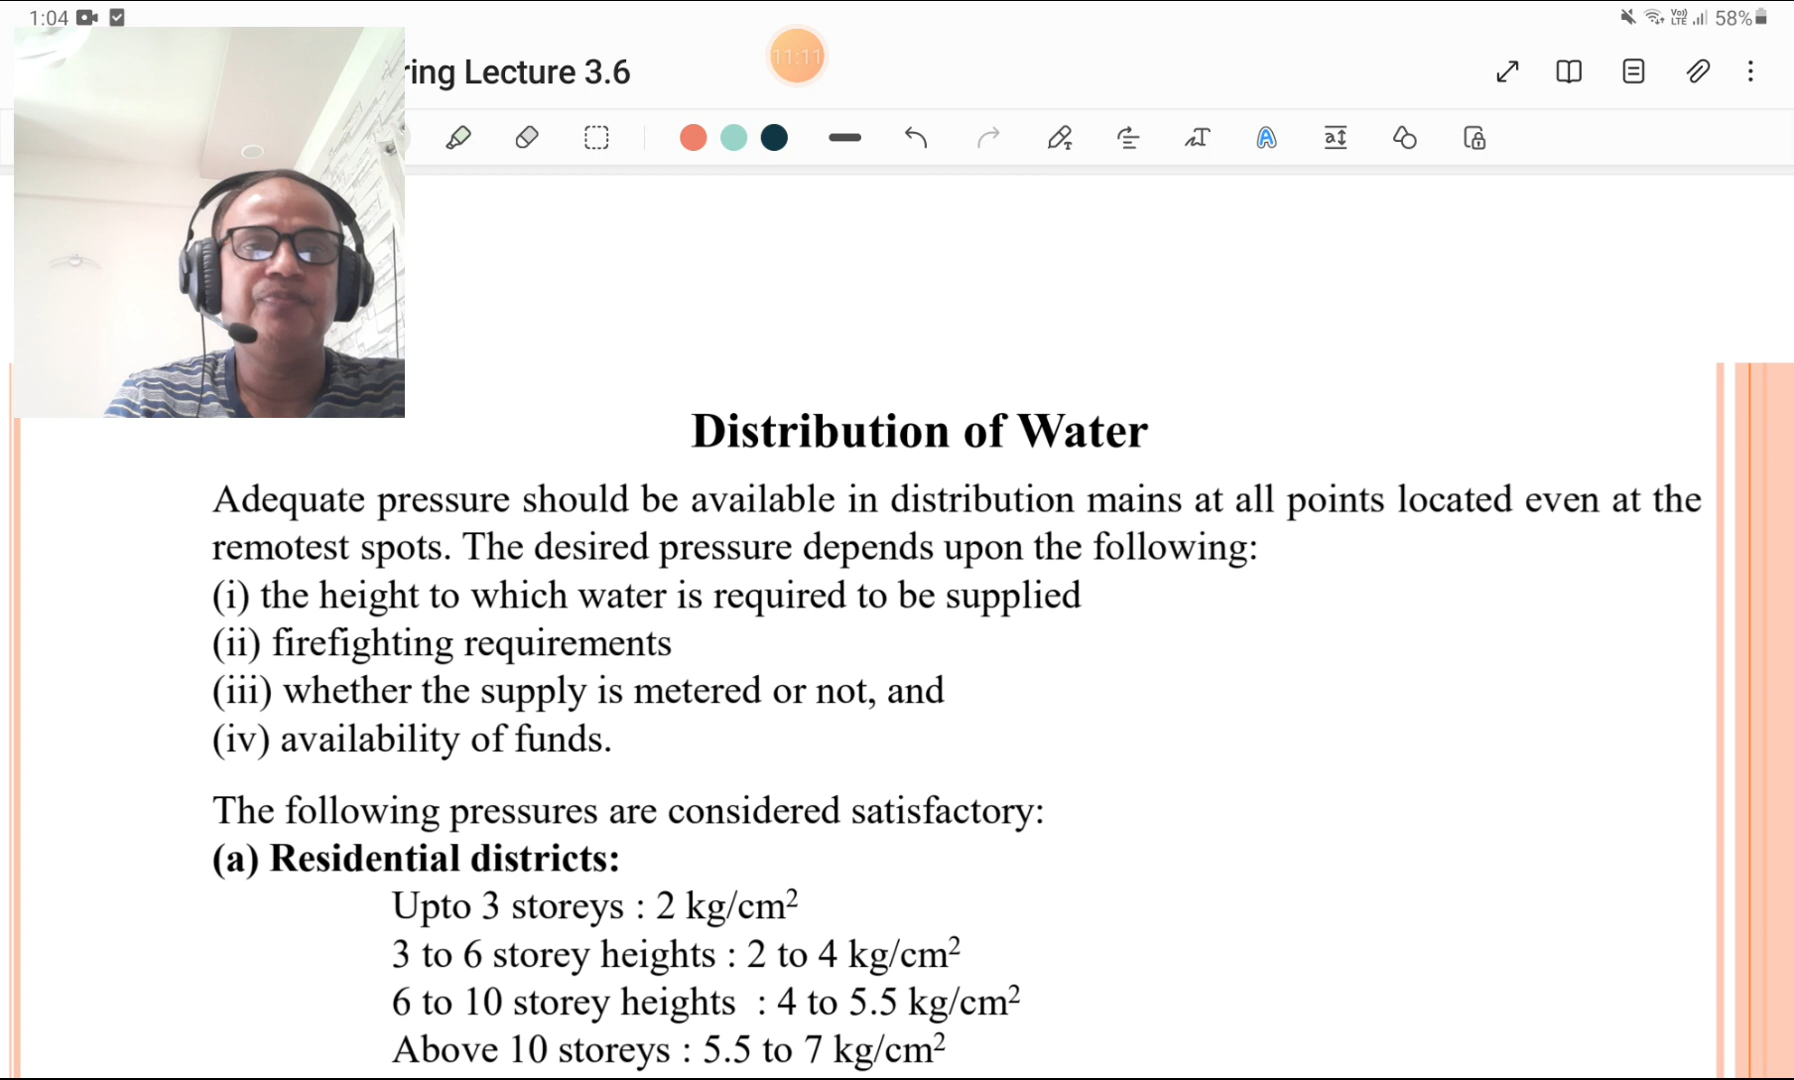 1:04
58%
11:11
ring Lecture 3.6
Distribution of Water
Adequate pressure should be available in distribution mains at all points located even at the
remotest spots. The desired pressure depends upon the following:
(i) the height to which water is required to be supplied
(ii) firefighting requirements
(iii) whether the supply is metered or not, and
(iv) availability of funds.
The following pressures are considered satisfactory:
(a) Residential districts:
Upto 3 storeys : 2 kg/cm²
3 to 6 storey heights : 2 to 4 kg/cm²
6 to 10 storey heights : 4 to 5.5 kg/cm²
Above 10 storeys : 5.5 to 7 kg/cm²